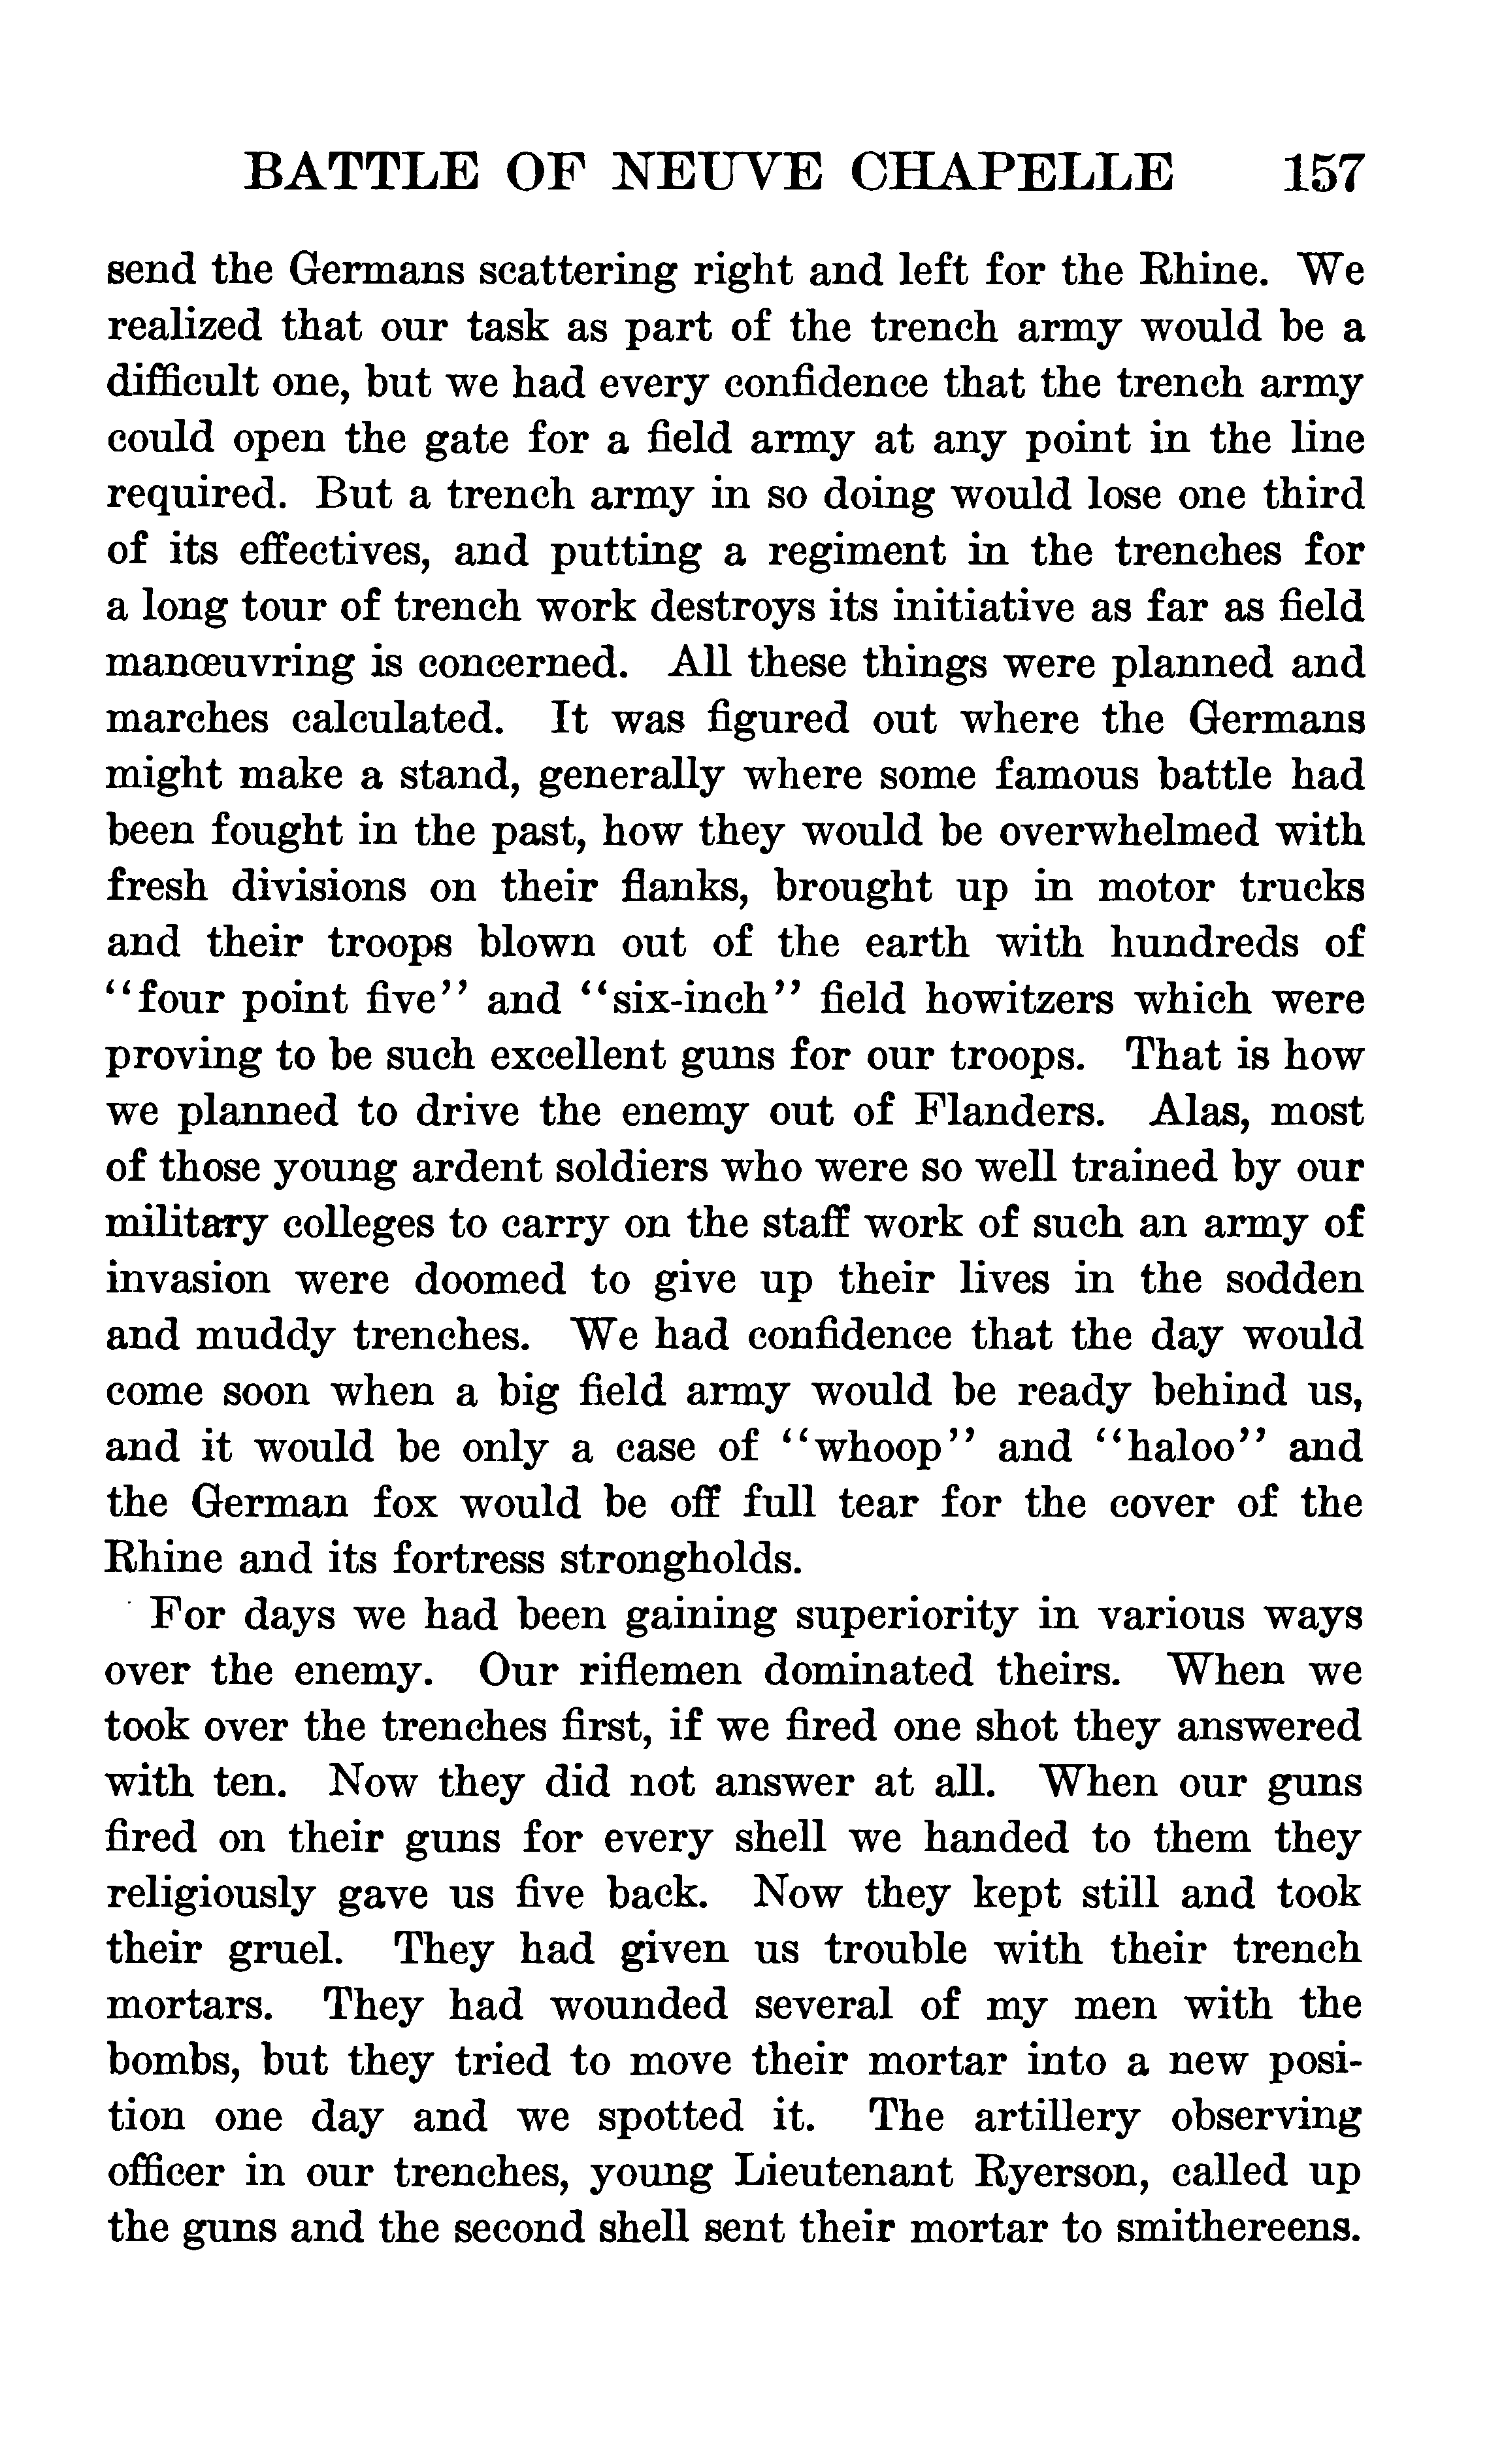 BATTLE OF NEUVE CHAPELLE 157
send the Germans scattering right and left for the Rhine. We
realized that our task as part of the trench army would be a
difficult one, but we had every confidence that the trench army
could open the gate for a field army at any point in the line
required. But a trench army in so doing would lose one third
of its effectives, and putting a regiment in the trenches for
a long tour of trench work destroys its initiative as far as field
manœuvring is concerned. All these things were planned and
marches calculated. It was figured out where the Germans
might make a stand, generally where some famous battle had
been fought in the past, how they would be overwhelmed with
fresh divisions on their flanks, brought up in motor trucks
and their troops blown out of the earth with hundreds of
“four point five” and “six-inch” field howitzers which were
proving to be such excellent guns for our troops. That is how
we planned to drive the enemy out of Flanders. Alas, most
of those young ardent soldiers who were so well trained by our
military colleges to carry on the staff work of such an army of
invasion were doomed to give up their lives in the sodden
and muddy trenches. We had confidence that the day would
come soon when a big field army would be ready behind us,
and it would be only a case of “whoop” and “haloo” and
the German fox would be off full tear for the cover of the
Rhine and its fortress strongholds.
For days we had been gaining superiority in various ways
over the enemy. Our riflemen dominated theirs. When we
took over the trenches first, if we fired one shot they answered
with ten. Now they did not answer at all. When our guns
fired on their guns for every shell we handed to them they
religiously gave us five back. Now they kept still and took
their gruel. They had given us trouble with their trench
mortars. They had wounded several of my men with the
bombs, but they tried to move their mortar into a new posi-
tion one day and we spotted it. The artillery observing
officer in our trenches, young Lieutenant Ryerson, called up
the guns and the second shell sent their mortar to smithereens.